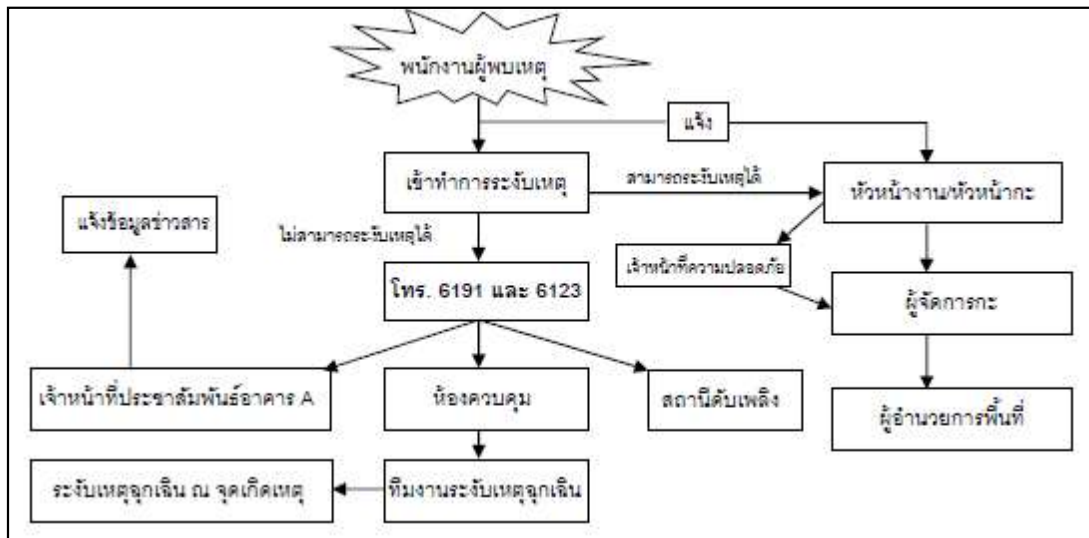 พนักงานผู้พบเหตุ
แจ้ง
เข้าทำการระงับเหตุ
สามารถระงับเหตุได้
หัวหน้างาน/หัวหน้ากะ
แจ้งข้อมูลข่าวสาร
ไม่สามารถระงับเหตุได้
เจ้าหน้าที่ความปลอดภัย
โทร. 6191 และ 6123
ผู้จัดการกะ
เจ้าหน้าที่ประชาสัมพันธ์อาคาร A
ห้องควบคุม
สถานีดับเพลิง
ผู้อำนวยการพื้นที่
ระงับเหตุฉุกเฉิน ณ จุดเกิดเหตุ
ทีมงานระงับเหตุฉุกเฉิน